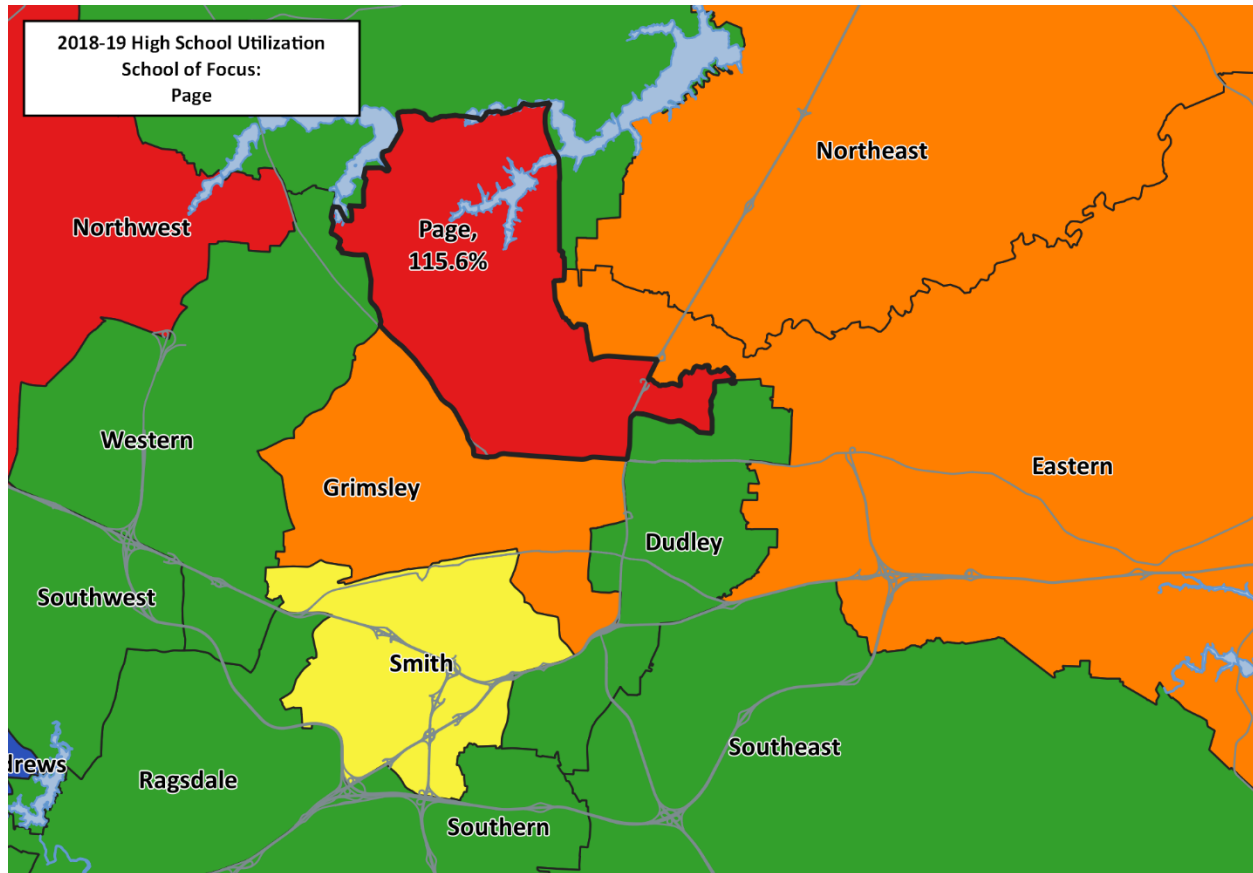 2018-19 High School Utilization
School of Focus:
Page
Northeast
Northwest
Page,
115.6%
Western
Eastern
Grimsley
Dudley
Southwest
Smith
Southeast
drews
Ragsdale
Southern